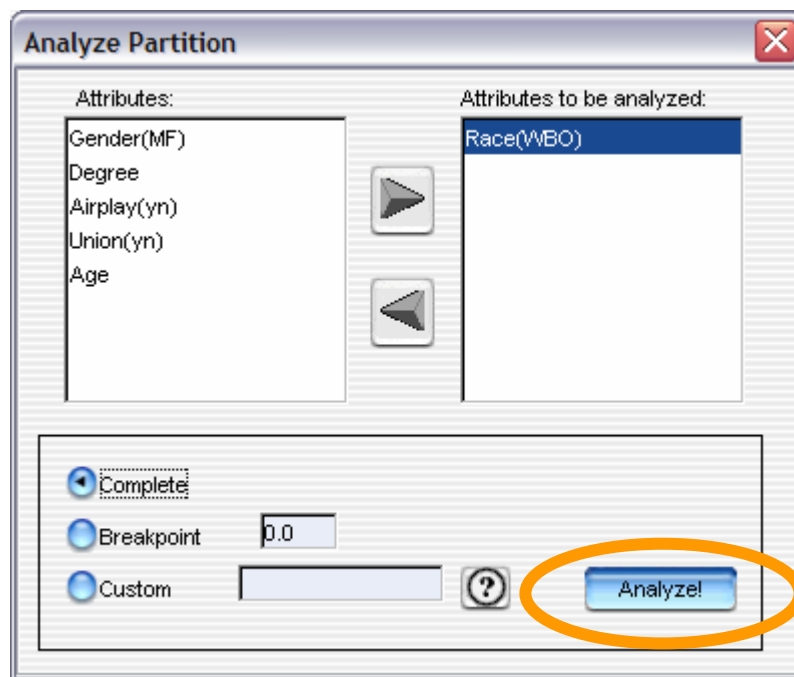 Analyze Partition
Attributes:
Gender(MF)
Degree
Airplay(yn)
Union(yn)
Age
Attributes to be analyzed:
Race(WBO)
Complete
Breakpoint 0.0
Custom ?
Analyze!